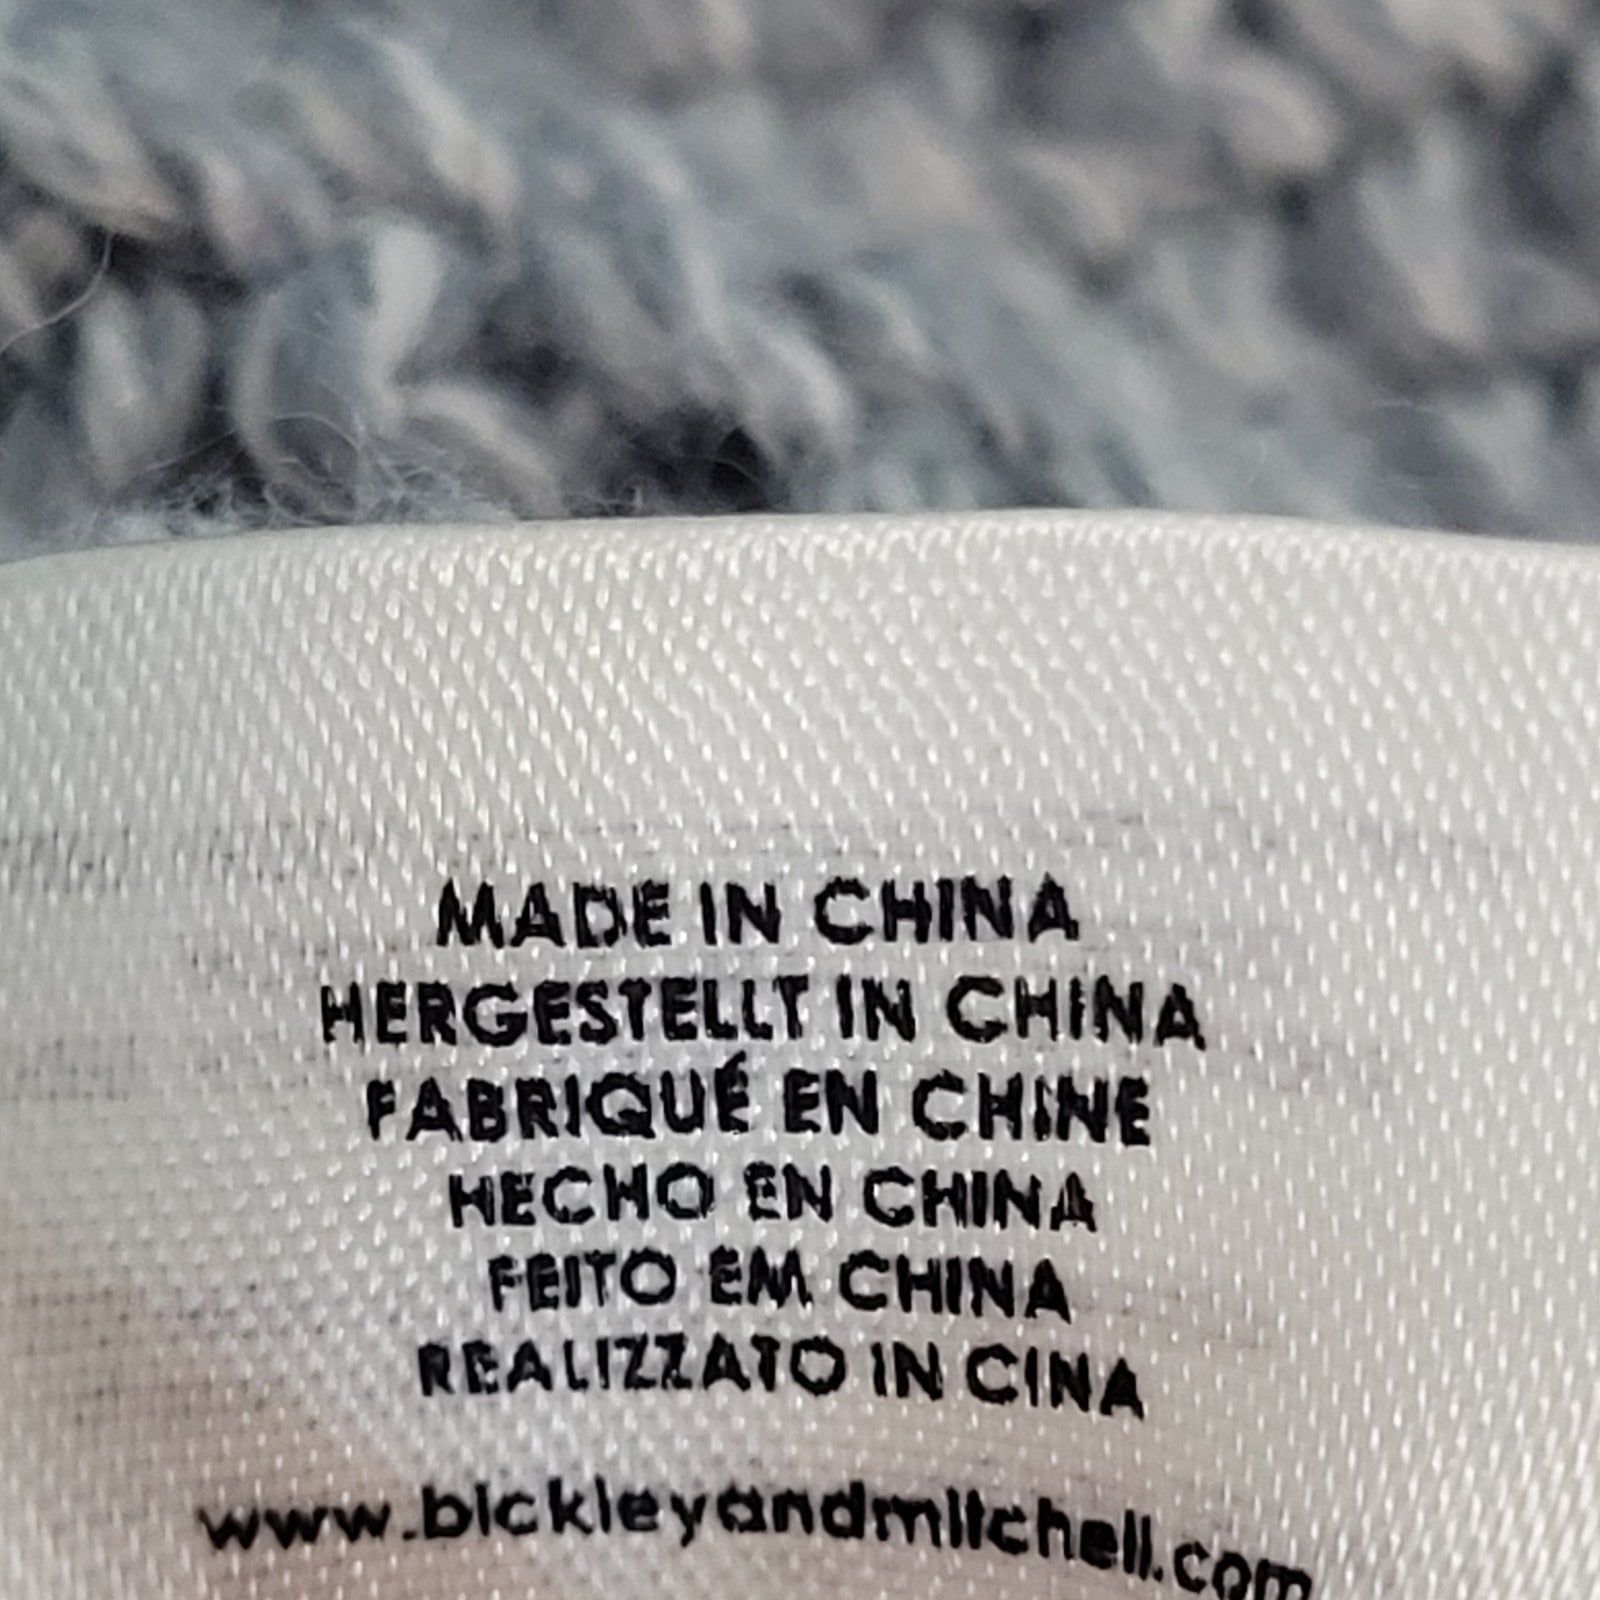 MADE IN CHINA
HERGESTELLT IN CHINA
FABRIQUÉ EN CHINE
HECHO EN CHINA
FEITO EM CHINA
REALIZZATO IN CINA
www.bickleyandmitchell.com